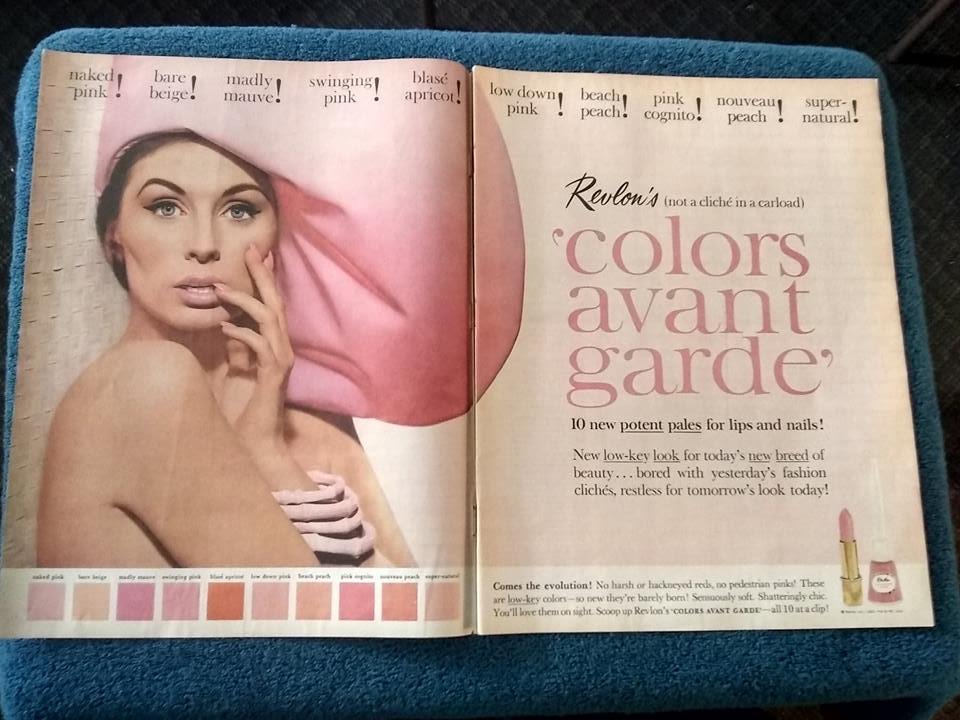 naked pink!
bare beige!
madly mauve!
swinging pink!
blasé apricot!
low down pink!
beach peach!
pink cognito!
nouveau peach!
super-natural!
Revlon's (not a cliché in a carload)
‘colors
avant
garde’
10 new potent pales for lips and nails!
New low-key look for today's new breed of
beauty...bored with yesterday's fashion
clichés, restless for tomorrow's look today!
naked pink bare beige madly mauve swinging pink blasé apricot low down pink beach peach pink cognito nouveau peach super-natural
Comes the evolution! No harsh or hackneyed reds, no pedestrian pinks! These
are low-key colors—so new they're barely born! Sensuously soft. Shatteringly chic.
You'll love them on sight. Scoop up Revlon's ‘COLORS AVANT GARDE’—all 10 at a clip!